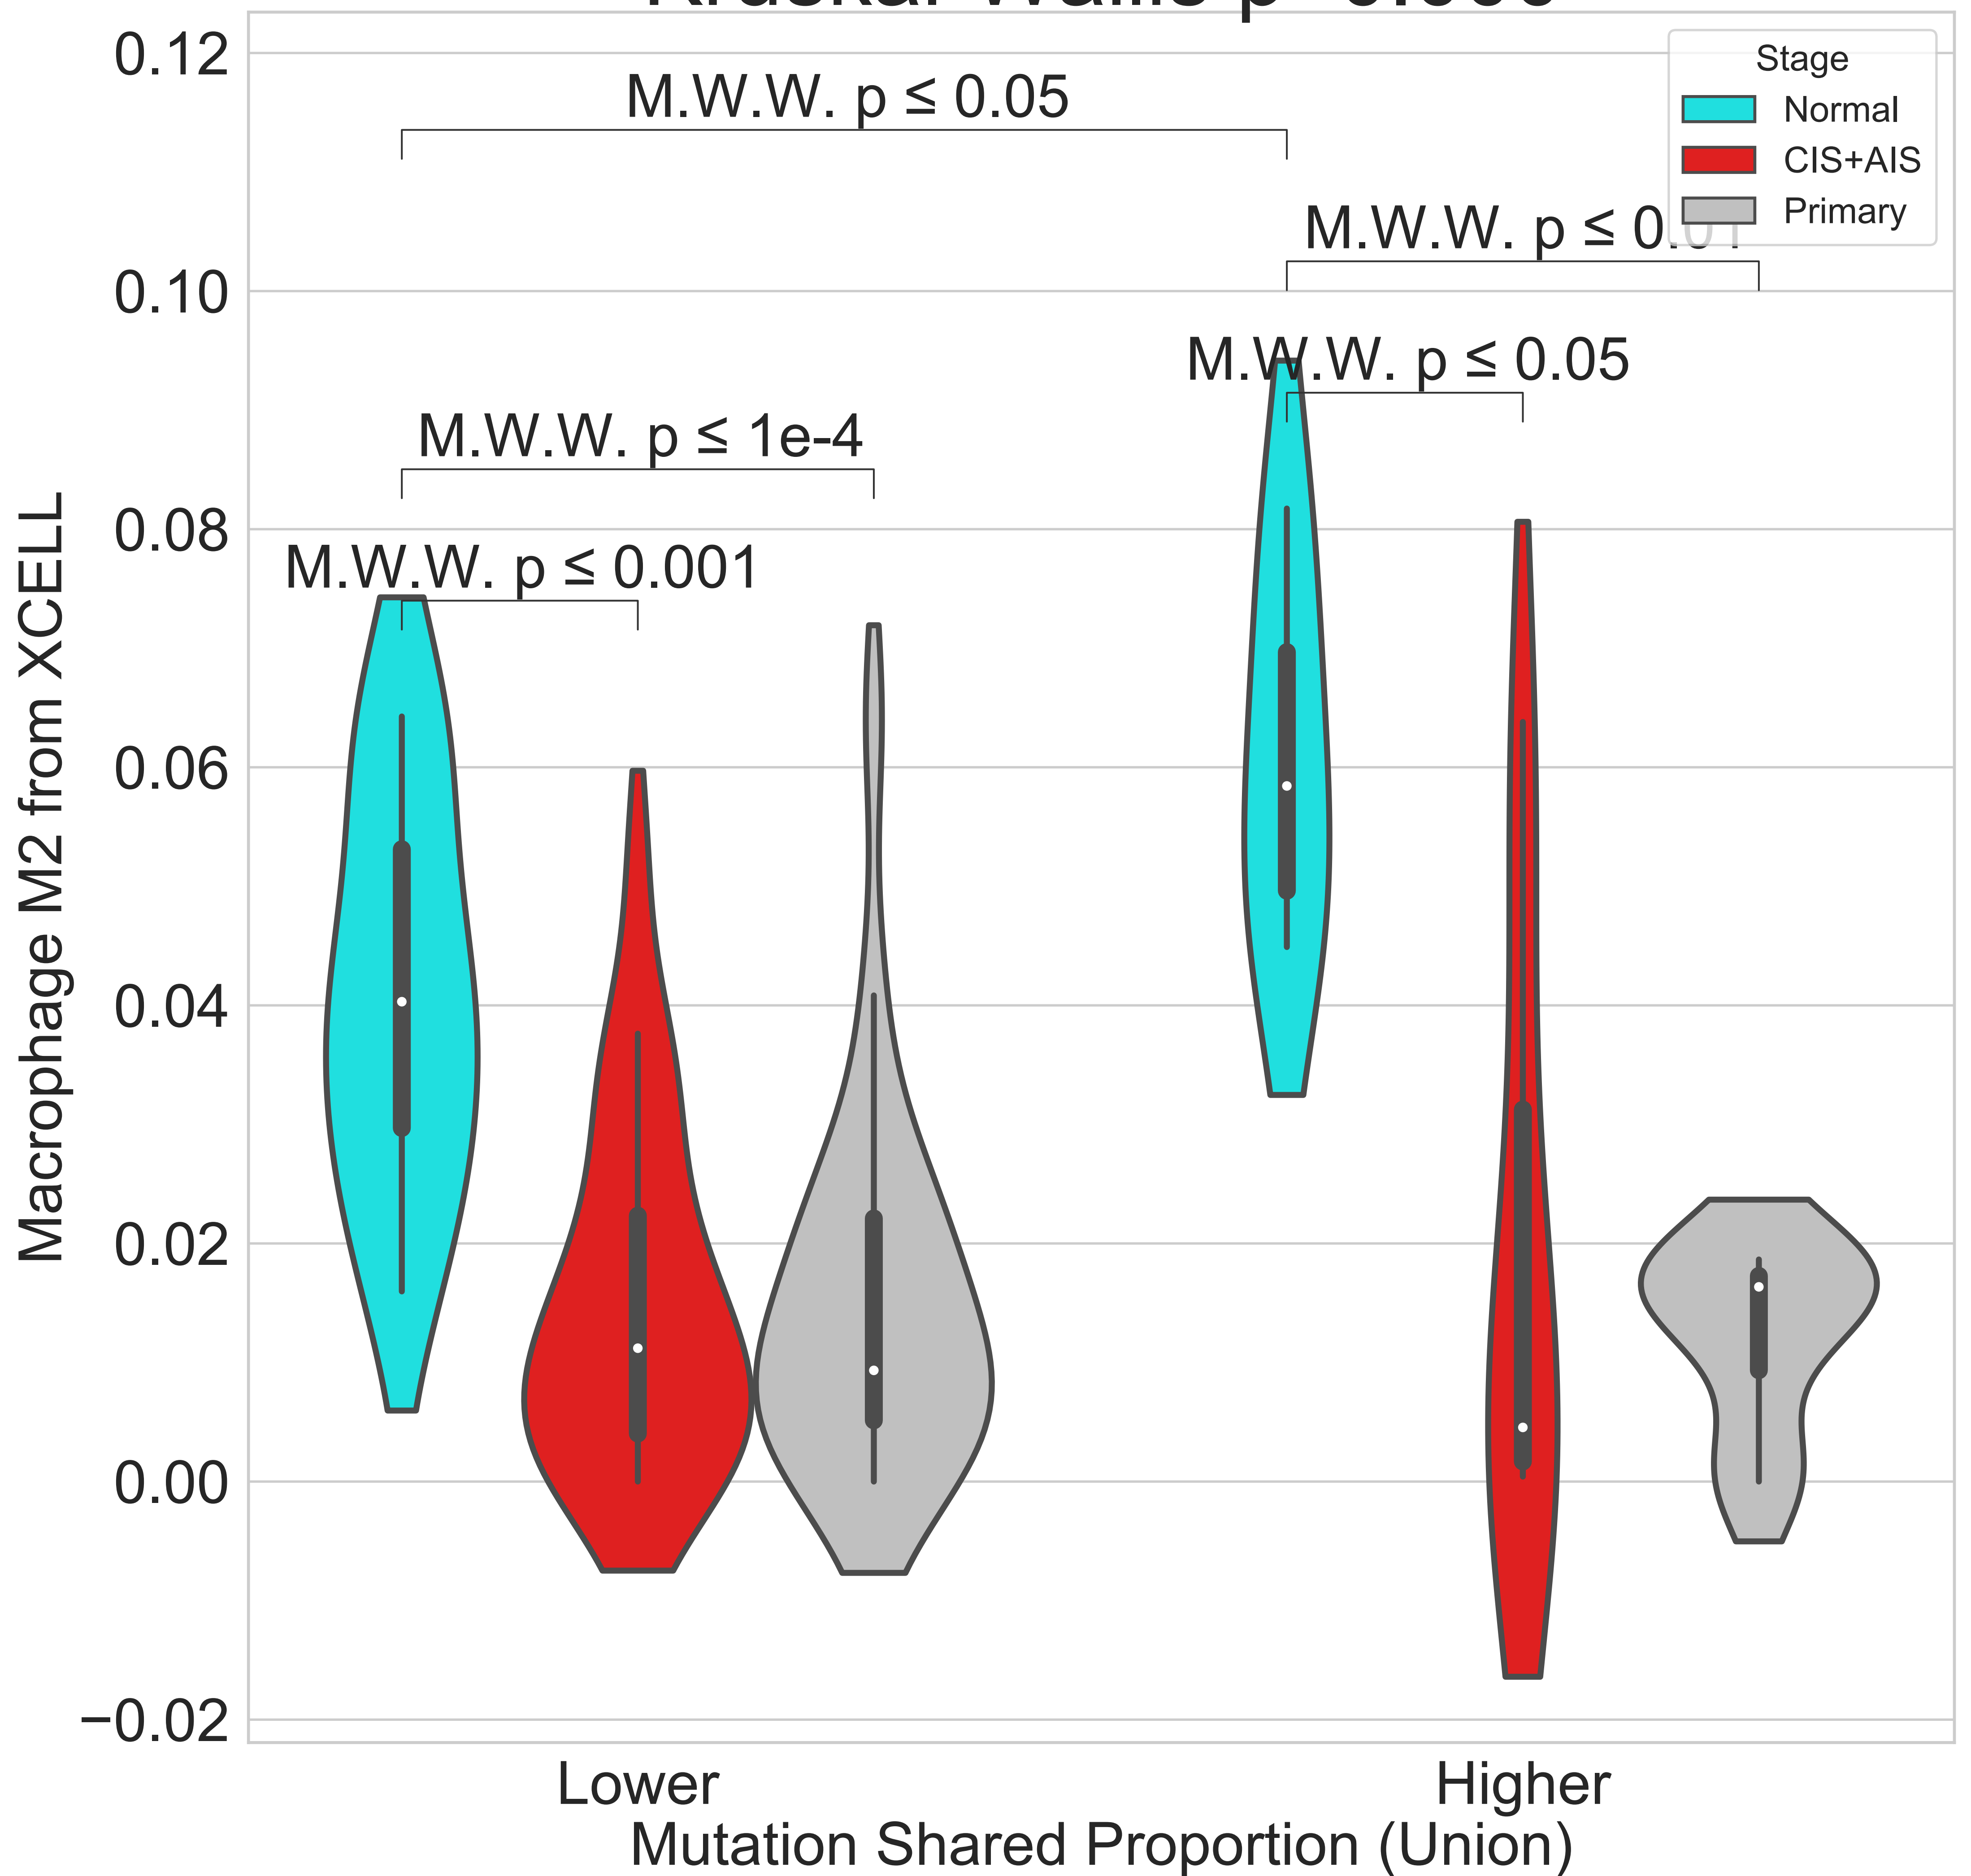 0.12
0.10
0.08
0.06
0.04
0.02
0.00
−0.02
Macrophage M2 from XCELL
M.W.W. p ≤ 0.05
Stage
Normal
CIS+AIS
Primary
M.W.W. p ≤ 0.01
M.W.W. p ≤ 0.05
M.W.W. p ≤ 1e-4
M.W.W. p ≤ 0.001
Lower
Higher
Mutation Shared Proportion (Union)